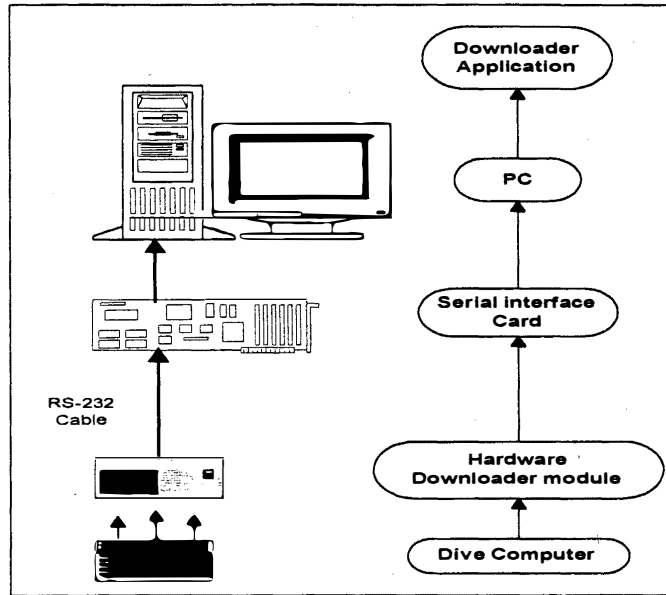 Downloader
Application
PC
Serial interface
Card
RS-232
Cable
Hardware
Downloader module
Dive Computer